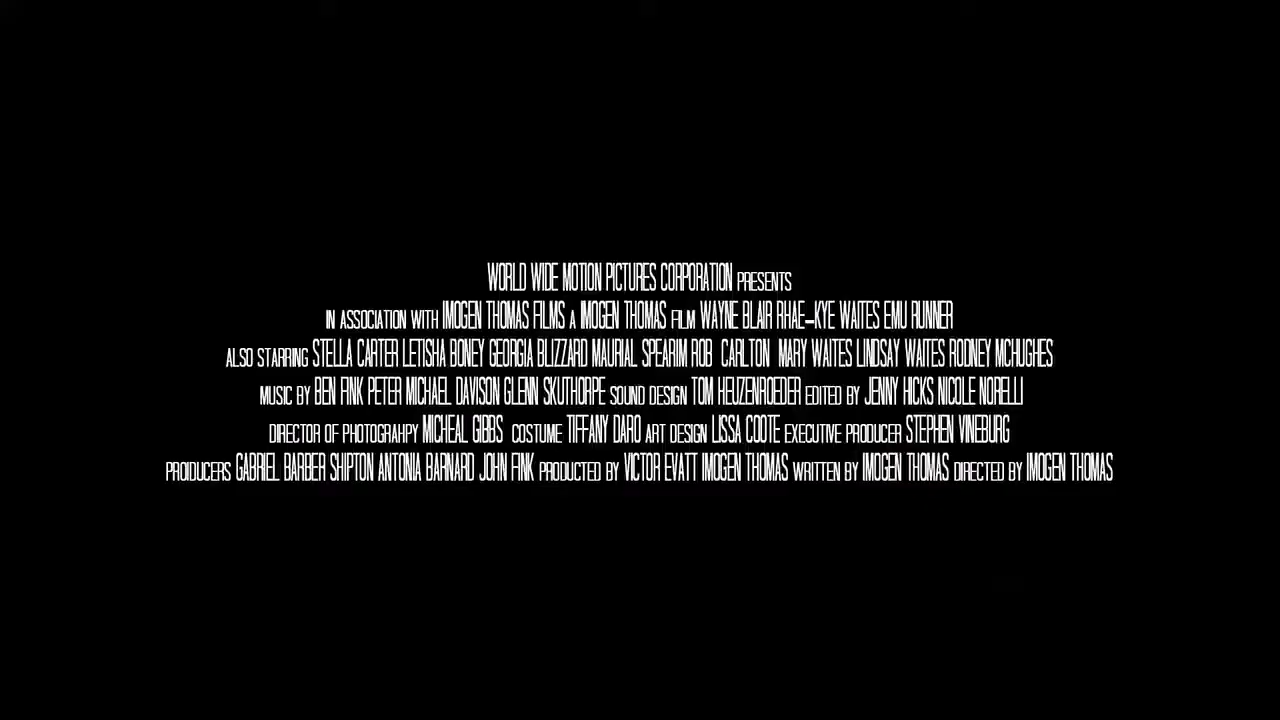 WORLD WIDE MOTION PICTURES CORPORATION PRESENTS
IN ASSOCIATION WITH IMOGEN THOMAS FILMS A IMOGEN THOMAS FILM WAYNE BLAIR RHAE-KYE WAITES EMU RUNNER
ALSO STARRING STELLA CARTER LETISHA BONEY GEORGIA BLIZZARD MAURIAL SPEARIM ROB CARLTON MARY WAITES LINDSAY WAITES RODNEY MCHUGHES
MUSIC BY BEN FINK PETER MICHAEL DAVISON GLENN SKUTHORPE SOUND DESIGN TOM HEUZENROEDER EDITED BY JENNY HICKS NICOLE NORELLI
DIRECTOR OF PHOTOGRAHPY MICHEAL GIBBS COSTUME TIFFANY DARO ART DESIGN LISSA COOTE EXECUTIVE PRODUCER STEPHEN VINEBURG
PROIDUCERS GABRIEL BARBER SHIPTON ANTONIA BARNARD JOHN FINK PRODUCTED BY VICTOR EVATT IMOGEN THOMAS WRITTEN BY IMOGEN THOMAS DIRECTED BY IMOGEN THOMAS